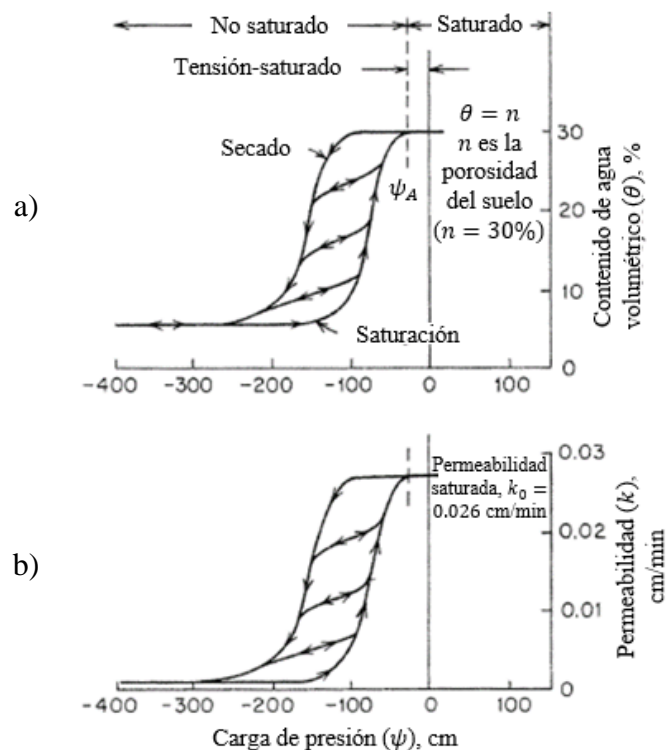 No saturado
Saturado
Tensión-saturado
a)
Secado
ψ_A
θ = n
n es la
porosidad
del suelo
(n = 30%)
Saturación
30
20
10
0
Contenido de agua
volumétrico (θ), %
-400 -300 -200 -100 0 100
b)
Permeabilidad
saturada, k₀ =
0.026 cm/min
0.03
0.02
0.01
0
Permeabilidad (k),
cm/min
-400 -300 -200 -100 0 100
Carga de presión (ψ), cm